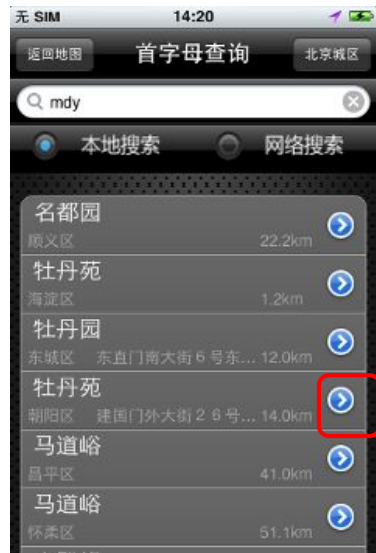 无 SIM 14:20
返回地图 首字母查询 北京城区
mdy
本地搜索 网络搜索
名都园
顺义区 22.2km
牡丹苑
海淀区 1.2km
牡丹园
东城区 东直门南大街６号东... 12.0km
牡丹苑
朝阳区 建国门外大街２６号... 14.0km
马道峪
昌平区 41.0km
马道峪
怀柔区 51.1km